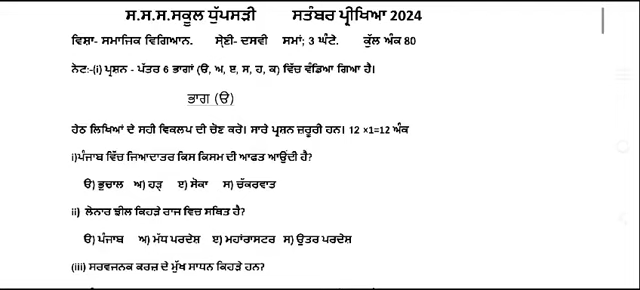 ਸ.ਸ.ਸ.ਸਕੂਲ ਧੁੱਪਸੜੀ ਸਤੰਬਰ ਪ੍ਰੀਖਿਆ 2024
ਵਿਸ਼ਾ- ਸਮਾਜਿਕ ਵਿਗਿਆਨ. ਸ਼੍ਰੇਣੀ- ਦਸਵੀ ਸਮਾਂ; 3 ਘੰਟੇ. ਕੁੱਲ ਅੰਕ 80
ਨੋਟ:-(i) ਪ੍ਰਸ਼ਨ - ਪੱਤਰ 6 ਭਾਗਾਂ (ੳ, ਅ, ੲ, ਸ, ਹ, ਕ) ਵਿੱਚ ਵੰਡਿਆ ਗਿਆ ਹੈ।
ਭਾਗ (ੳ)
ਹੇਠ ਲਿਖਿਆਂ ਦੇ ਸਹੀ ਵਿਕਲਪ ਦੀ ਚੋਣ ਕਰੋ। ਸਾਰੇ ਪ੍ਰਸ਼ਨ ਜ਼ਰੂਰੀ ਹਨ। 12 ×1=12 ਅੰਕ
i)ਪੰਜਾਬ ਵਿੱਚ ਜਿਆਦਾਤਰ ਕਿਸ ਕਿਸਮ ਦੀ ਆਫਤ ਆਉਂਦੀ ਹੈ?
ੳ) ਭੁਚਾਲ ਅ) ਹੜ੍ ੲ) ਸੋਕਾ ਸ) ਚੱਕਰਵਾਤ
ii) ਲੋਨਾਰ ਝੀਲ ਕਿਹੜੇ ਰਾਜ ਵਿਚ ਸਥਿਤ ਹੈ?
ੳ) ਪੰਜਾਬ ਅ) ਮੱਧ ਪਰਦੇਸ਼ ੲ) ਮਹਾਂਰਾਸਟਰ ਸ) ਉਤਰ ਪਰਦੇਸ਼
(iii) ਸਰਵਜਨਕ ਕਰਜ਼ ਦੇ ਮੁੱਖ ਸਾਧਨ ਕਿਹੜੇ ਹਨ?